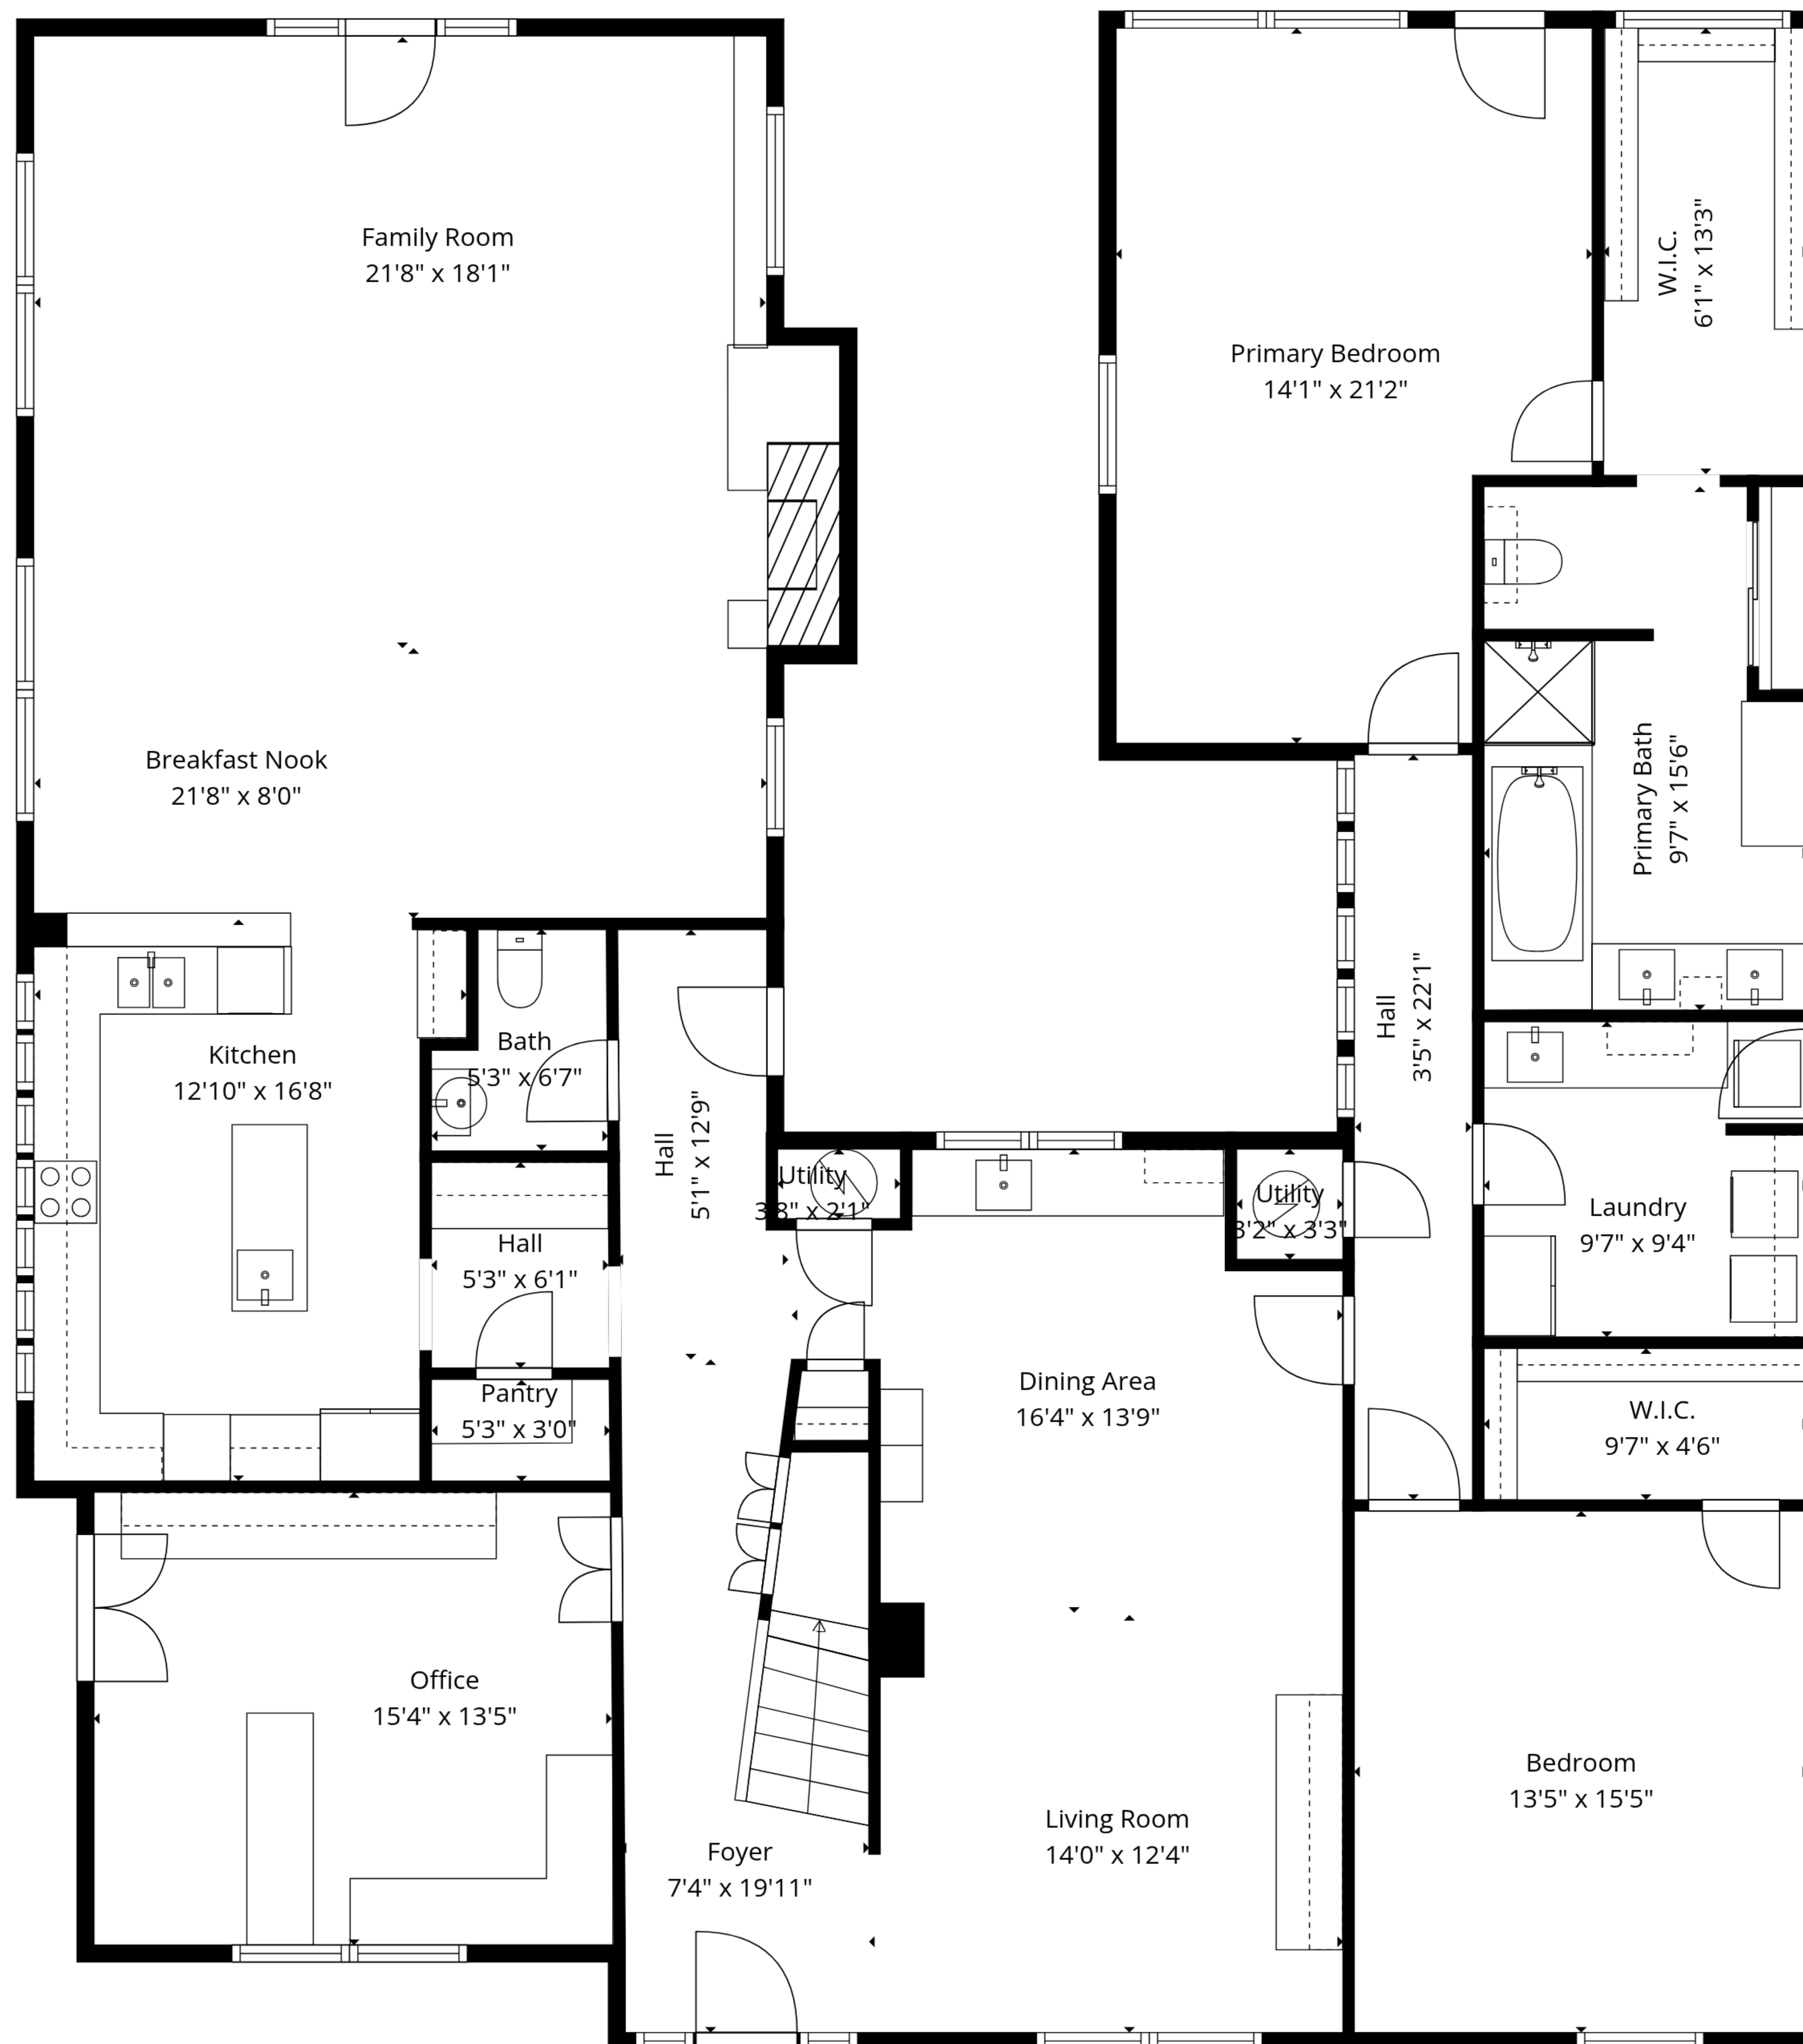 Family Room
21'8" x 18'1"
W.I.C.
6'1" x 13'3"
Primary Bedroom
14'1" x 21'2"
Breakfast Nook
21'8" x 8'0"
Primary Bath
9'7" x 15'6"
Kitchen
12'10" x 16'8"
Bath
5'3" x 6'7"
Hall
5'1" x 12'9"
Hall
3'5" x 22'1"
Utility
3'8" x 2'1"
Utility
3'2" x 3'3"
Laundry
9'7" x 9'4"
Hall
5'3" x 6'1"
Pantry
5'3" x 3'0"
Dining Area
16'4" x 13'9"
W.I.C.
9'7" x 4'6"
Office
15'4" x 13'5"
Bedroom
13'5" x 15'5"
Living Room
14'0" x 12'4"
Foyer
7'4" x 19'11"